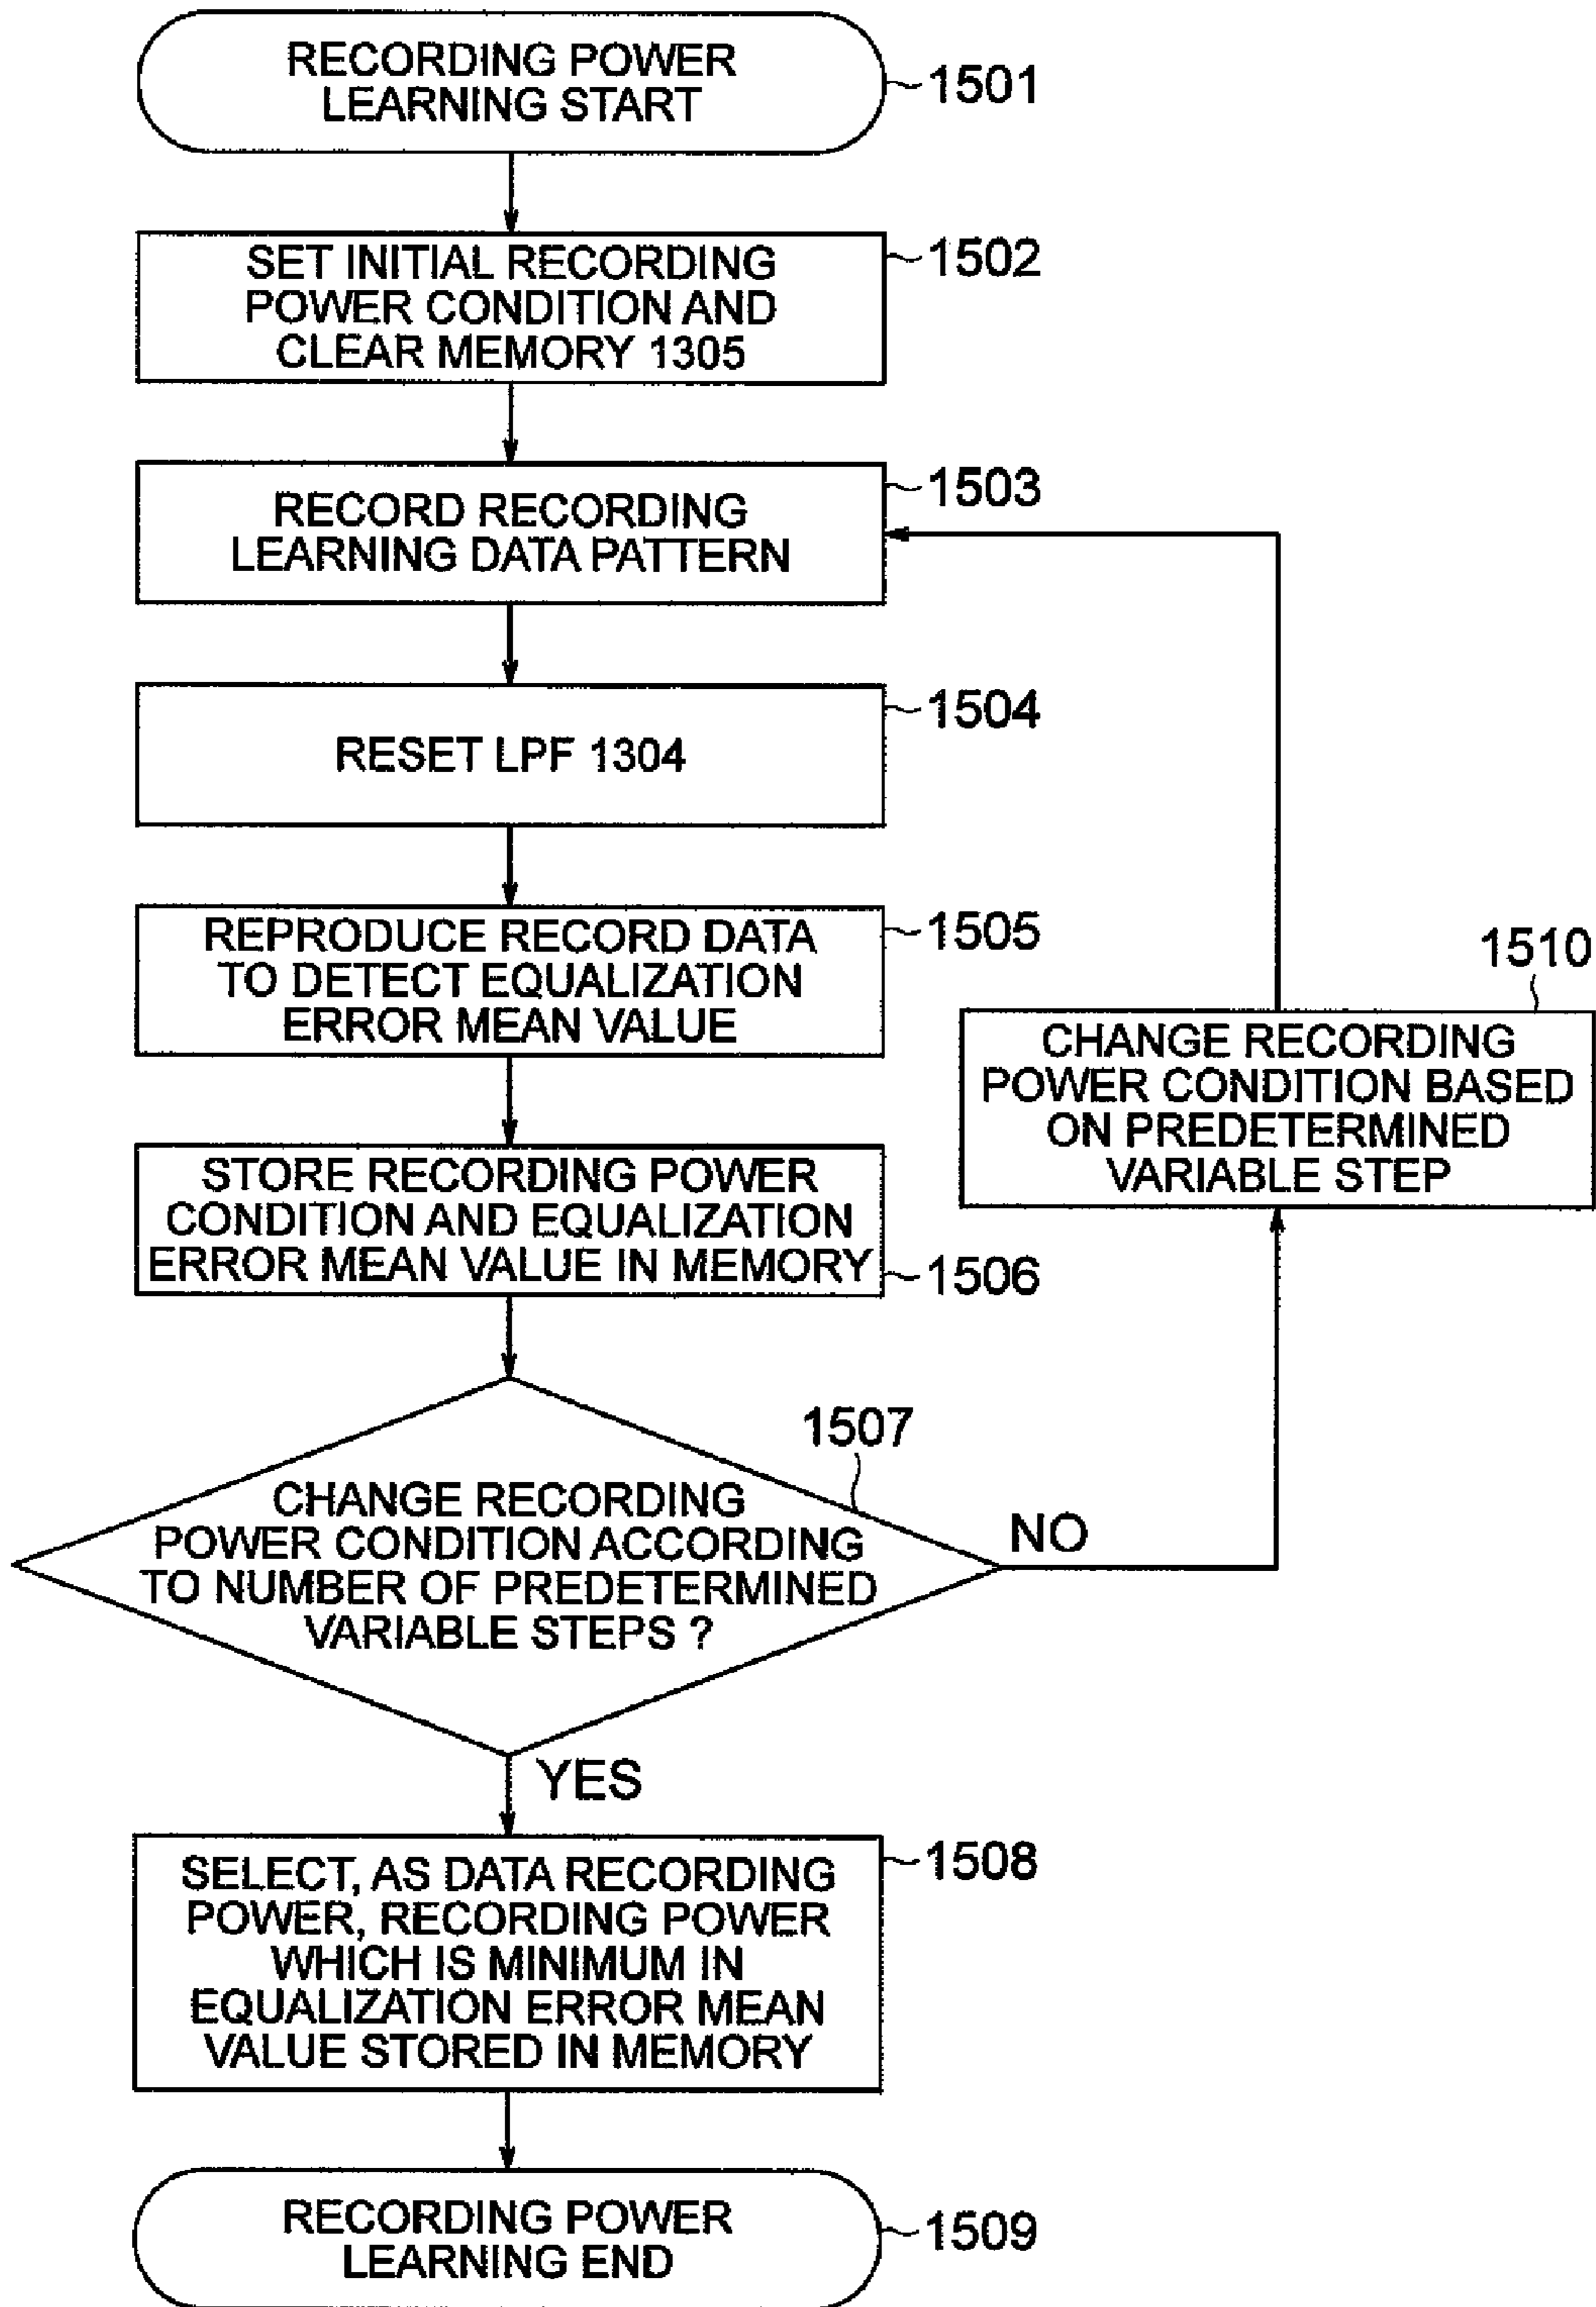 RECORDING POWER
LEARNING START
1501
SET INITIAL RECORDING
POWER CONDITION AND
CLEAR MEMORY 1305
1502
RECORD RECORDING
LEARNING DATA PATTERN
1503
RESET LPF 1304
1504
REPRODUCE RECORD DATA
TO DETECT EQUALIZATION
ERROR MEAN VALUE
1505
STORE RECORDING POWER
CONDITION AND EQUALIZATION
ERROR MEAN VALUE IN MEMORY
1506
CHANGE RECORDING
POWER CONDITION ACCORDING
TO NUMBER OF PREDETERMINED
VARIABLE STEPS ?
1507
NO
1510
CHANGE RECORDING
POWER CONDITION BASED
ON PREDETERMINED
VARIABLE STEP
YES
SELECT, AS DATA RECORDING
POWER, RECORDING POWER
WHICH IS MINIMUM IN
EQUALIZATION ERROR MEAN
VALUE STORED IN MEMORY
1508
RECORDING POWER
LEARNING END
1509